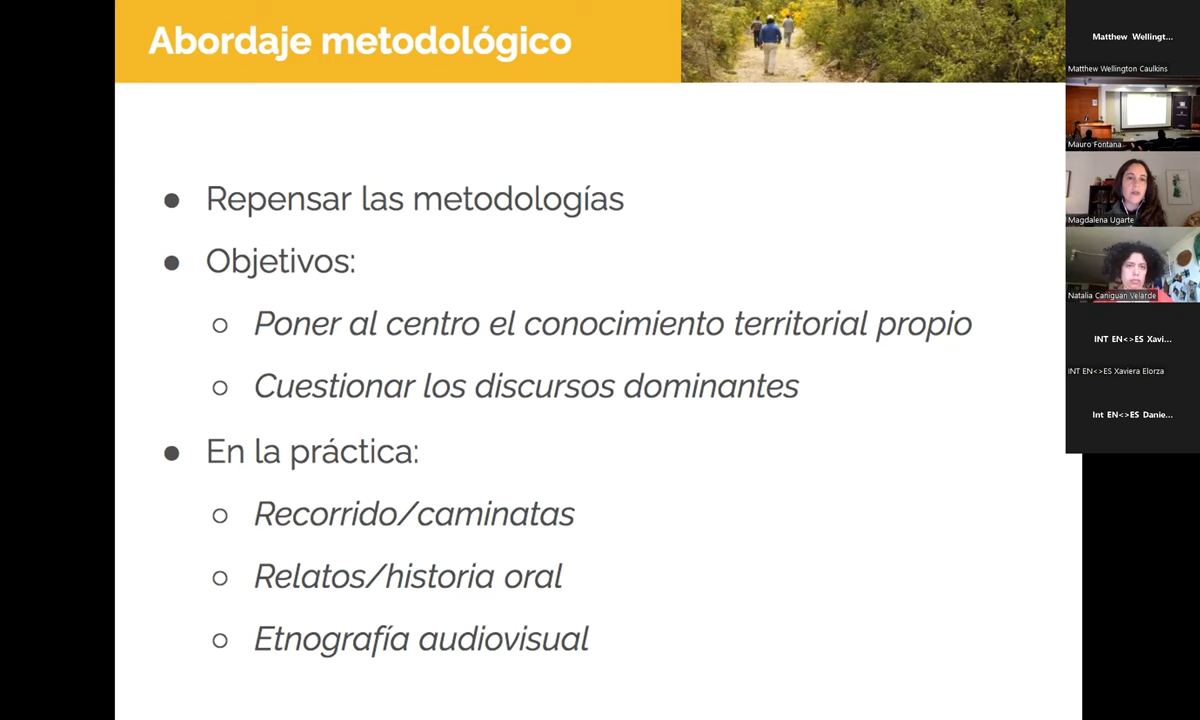 Abordaje metodológico
Repensar las metodologías
Objetivos:
Poner al centro el conocimiento territorial propio
Cuestionar los discursos dominantes
En la práctica:
Recorrido/caminatas
Relatos/historia oral
Etnografía audiovisual
Matthew Wellingt...
Matthew Wellington Caulkins
Mauro Fontana
Magdalena Ugarte
Natalia Caniguan Velarde
INT EN<>ES Xavi...
INT EN<>ES Xaviera Elorza
Int EN<>ES Danie...